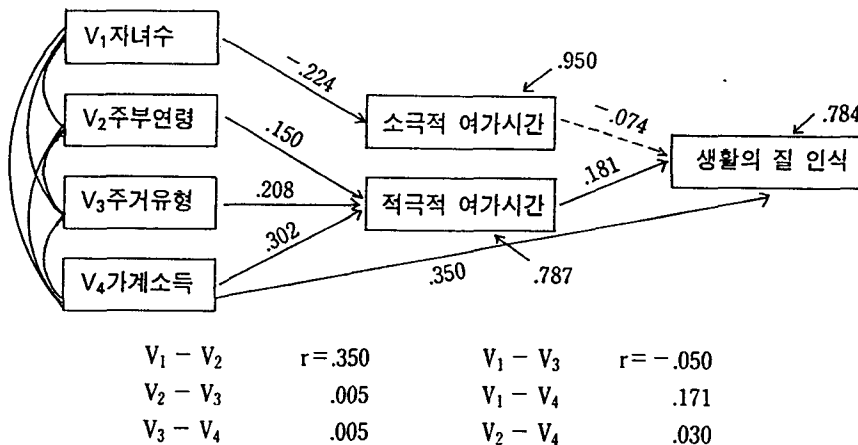 V₁자녀수
-.224
.950
V₂주부연령
.150
소극적 여가시간
-.074
.784
생활의 질 인식
V₃주거유형
.208
적극적 여가시간
.181
.302
V₄가계소득
.350
.787
V₁ - V₂ r=.350 V₁ - V₃ r=-.050
V₂ - V₃ .005 V₁ - V₄ .171
V₃ - V₄ .005 V₂ - V₄ .030